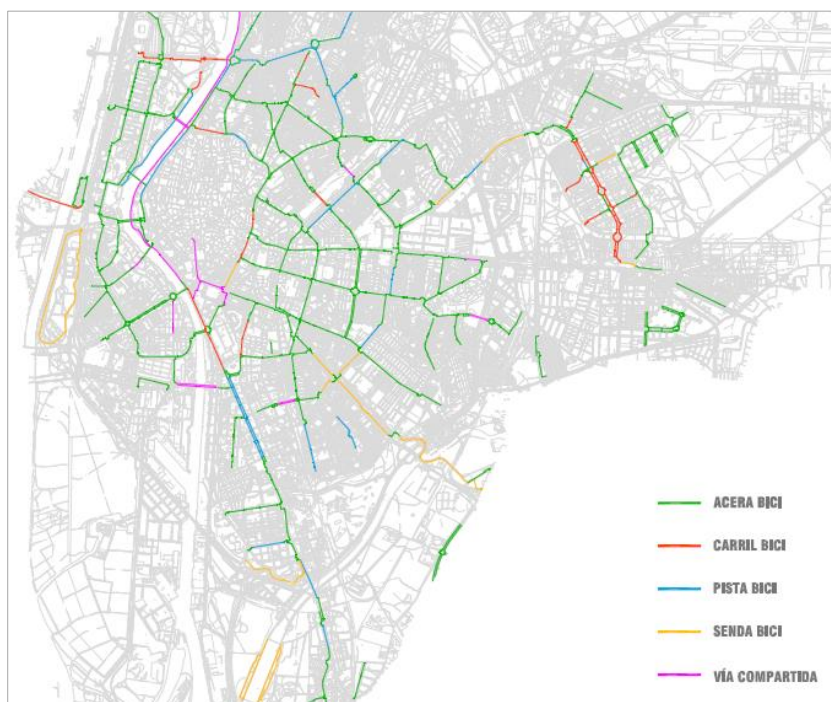 ACERA BICI
CARRIL BICI
PISTA BICI
SENDA BICI
VÍA COMPARTIDA